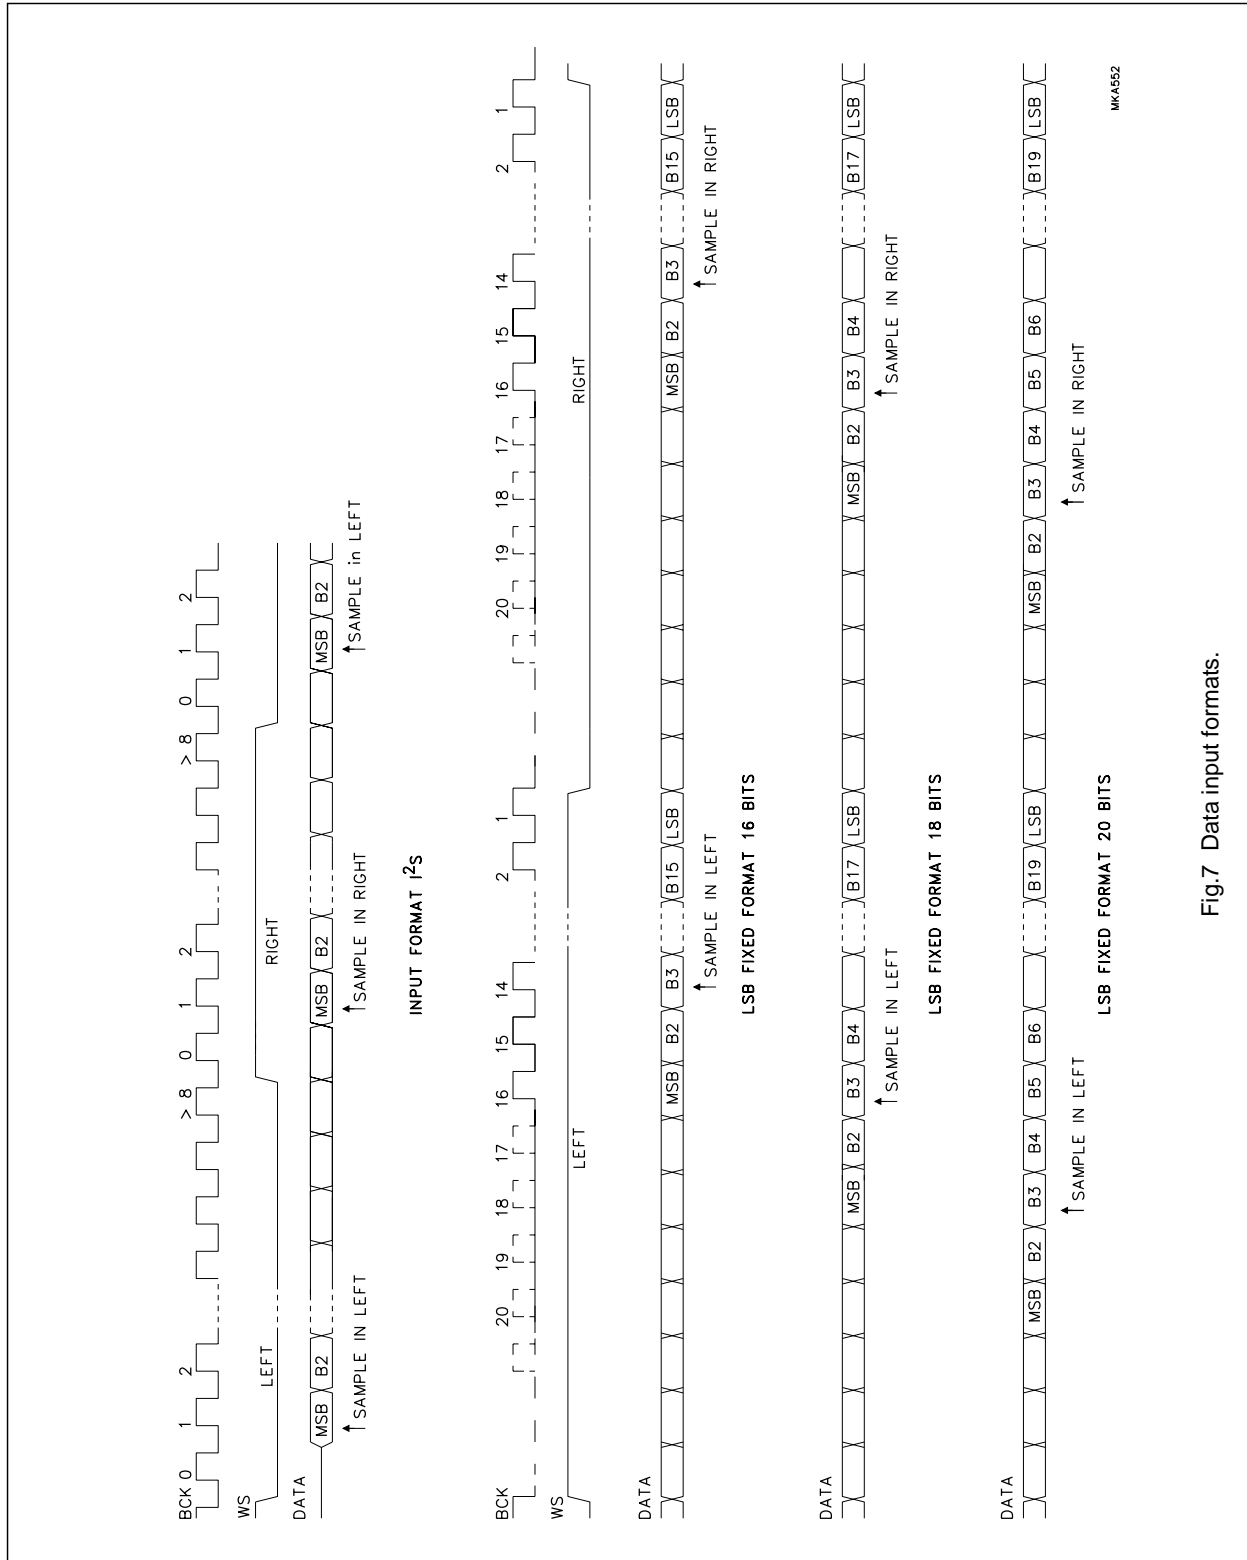 BCK 0 1 2 > 8 0 1 2 > 8 0 1 2
WS LEFT RIGHT
DATA MSB B2 MSB B2 MSB B2
SAMPLE IN LEFT SAMPLE IN RIGHT SAMPLE in LEFT
INPUT FORMAT I²S
BCK 20 19 18 17 16 15 14 2 1 20 19 18 17 16 15 14 2 1
WS LEFT RIGHT
DATA MSB B2 B3 B15 LSB MSB B2 B3 B15 LSB
SAMPLE IN LEFT SAMPLE IN RIGHT
LSB FIXED FORMAT 16 BITS
DATA MSB B2 B3 B4 B17 LSB MSB B2 B3 B4 B17 LSB
SAMPLE IN LEFT SAMPLE IN RIGHT
LSB FIXED FORMAT 18 BITS
DATA MSB B2 B3 B4 B5 B6 B19 LSB MSB B2 B3 B4 B5 B6 B19 LSB
SAMPLE IN LEFT SAMPLE IN RIGHT
LSB FIXED FORMAT 20 BITS
MKA552
Fig.7 Data input formats.